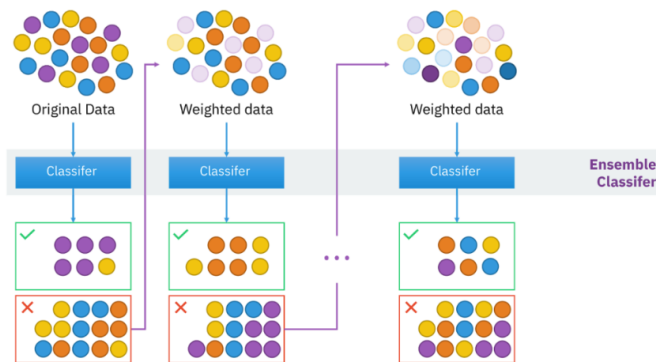 Original Data
Weighted data
Weighted data
Classifer
Classifer
Classifer
Ensemble
Classifer